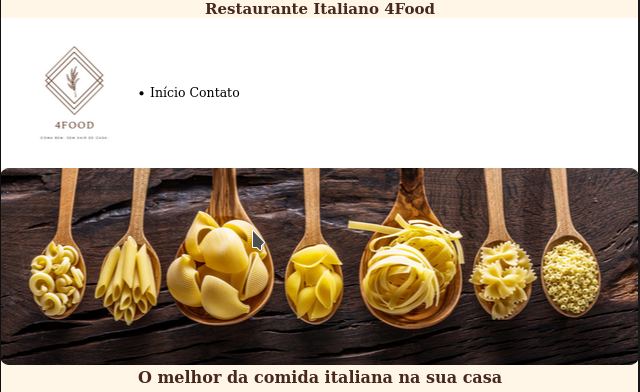 Restaurante Italiano 4Food
4FOOD
COMA BEM, SEM SAIR DE CASA.
• Início Contato
O melhor da comida italiana na sua casa